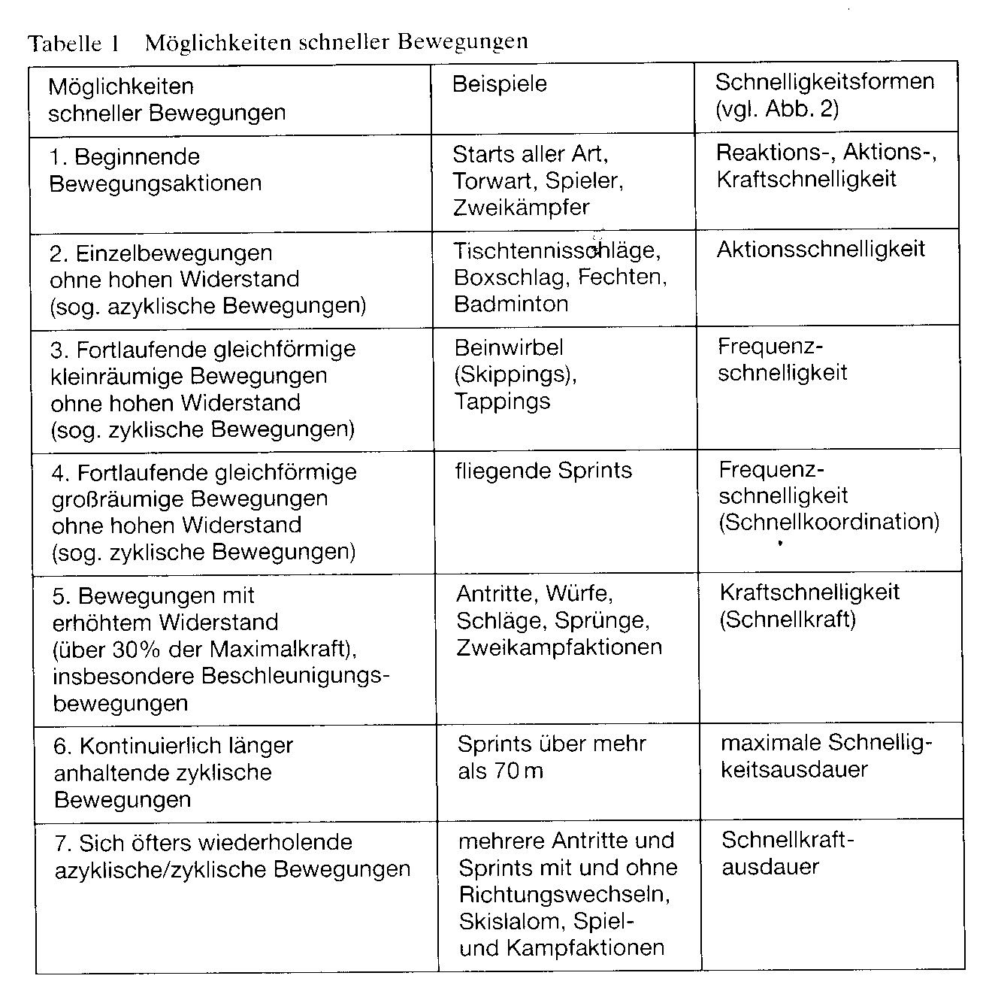 Tabelle 1 Möglichkeiten schneller Bewegungen
Möglichkeiten
schneller Bewegungen
Beispiele
Schnelligkeitsformen
(vgl. Abb. 2)
1. Beginnende
Bewegungsaktionen
Starts aller Art,
Torwart, Spieler,
Zweikämpfer
Reaktions-, Aktions-,
Kraftschnelligkeit
2. Einzelbewegungen
ohne hohen Widerstand
(sog. azyklische Bewegungen)
Tischtennisschläge,
Boxschlag, Fechten,
Badminton
Aktionsschnelligkeit
3. Fortlaufende gleichförmige
kleinräumige Bewegungen
ohne hohen Widerstand
(sog. zyklische Bewegungen)
Beinwirbel
(Skippings),
Tappings
Frequenz-
schnelligkeit
4. Fortlaufende gleichförmige
großräumige Bewegungen
ohne hohen Widerstand
(sog. zyklische Bewegungen)
fliegende Sprints
Frequenz-
schnelligkeit
(Schnellkoordination)
5. Bewegungen mit
erhöhtem Widerstand
(über 30% der Maximalkraft),
insbesondere Beschleunigungs-
bewegungen
Antritte, Würfe,
Schläge, Sprünge,
Zweikampfaktionen
Kraftschnelligkeit
(Schnellkraft)
6. Kontinuierlich länger
anhaltende zyklische
Bewegungen
Sprints über mehr
als 70 m
maximale Schnellig-
keitsausdauer
7. Sich öfters wiederholende
azyklische/zyklische Bewegungen
mehrere Antritte und
Sprints mit und ohne
Richtungswechseln,
Skislalom, Spiel-
und Kampfaktionen
Schnellkraft-
ausdauer